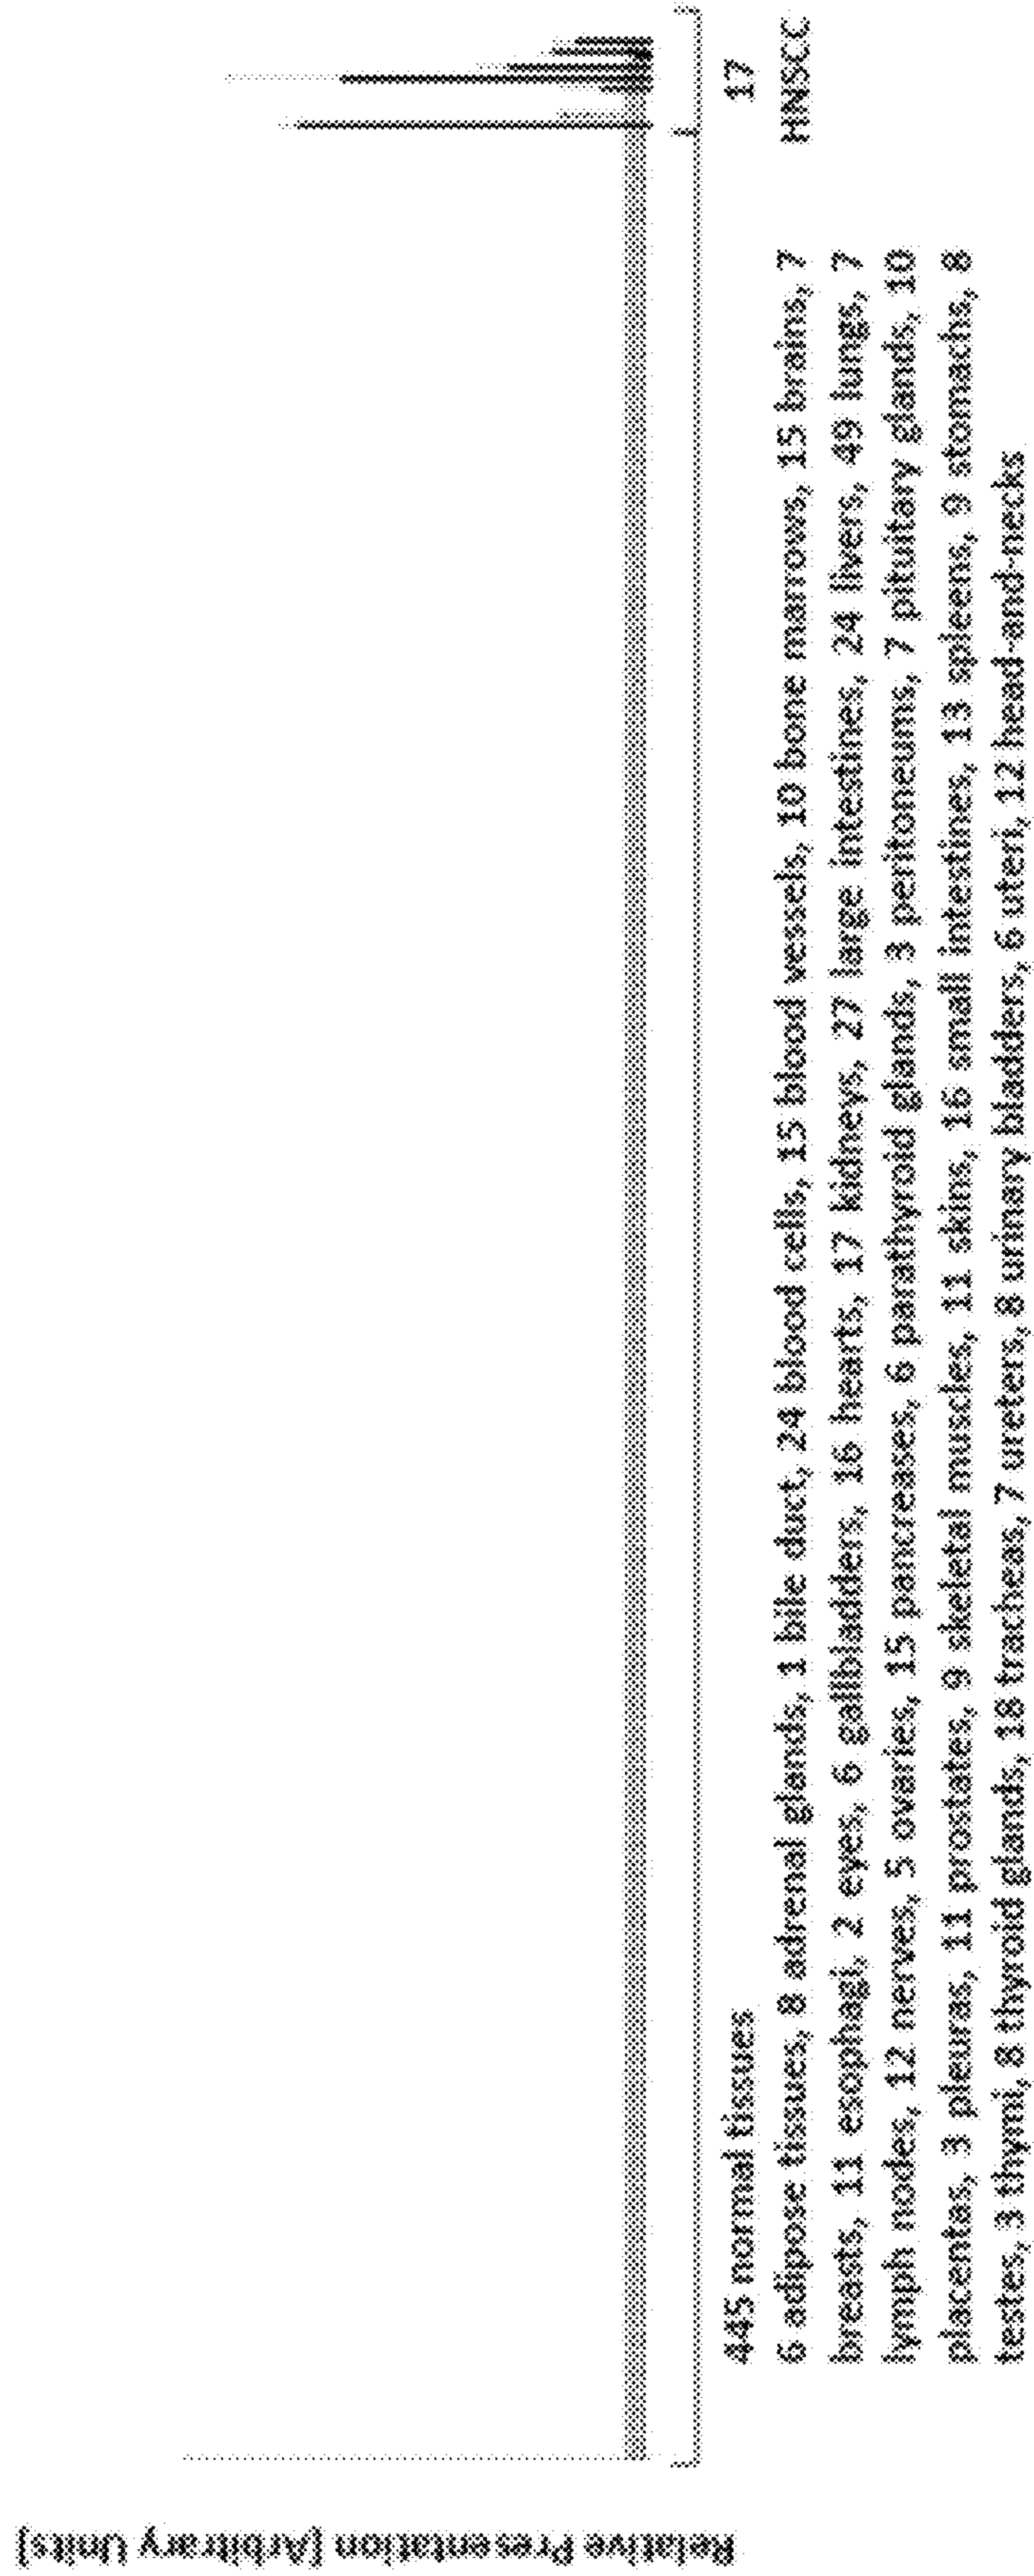 Relative Presentation [Arbitrary Units]
445 normal tissues
17
HNSCC
6 adipose tissues, 8 adrenal glands, 1 bile duct, 24 blood cells, 15 blood vessels, 10 bone marrows, 15 brains, 7
breasts, 11 esophagi, 2 eyes, 6 gallbladders, 16 hearts, 17 kidneys, 27 large intestines, 24 livers, 49 lungs, 7
lymph nodes, 12 nerves, 5 ovaries, 15 pancreases, 6 parathyroid glands, 3 peritoneums, 7 pituitary glands, 10
placentas, 3 pleuras, 11 prostates, 9 skeletal muscles, 11 skins, 16 small intestines, 13 spleens, 9 stomachs, 8
testes, 3 thymi, 8 thyroid glands, 18 tracheas, 7 ureters, 8 urinary bladders, 6 uteri, 12 head-and-necks